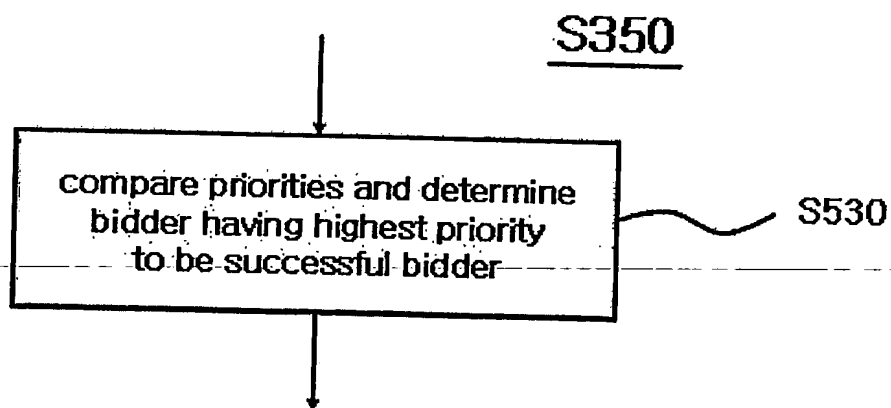 S350
compare priorities and determine
bidder having highest priority
to be successful bidder
S530